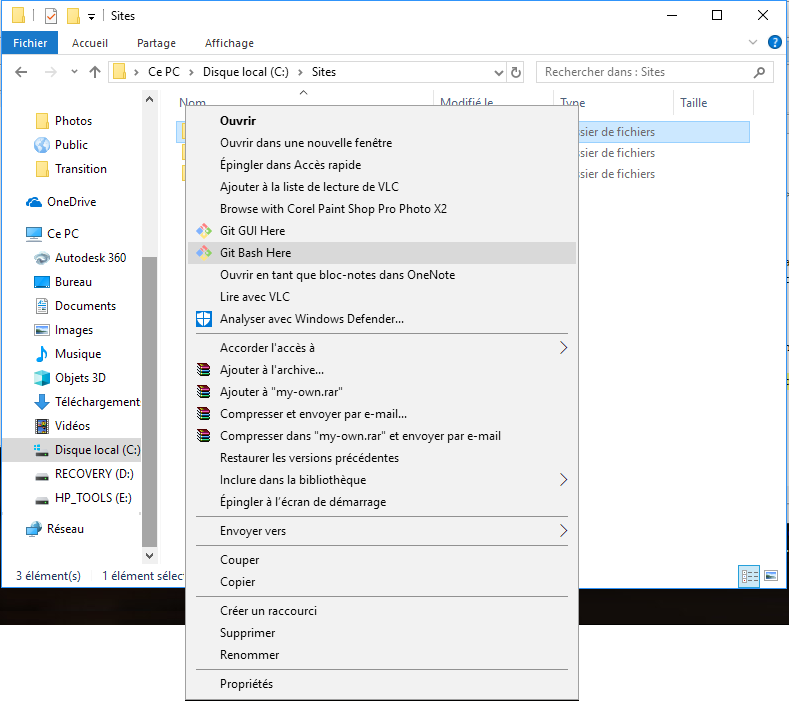 Sites
Fichier Accueil Partage Affichage
Ce PC Disque local (C:) Sites
Rechercher dans : Sites
Nom Modifié le Type Taille
sier de fichiers
sier de fichiers
sier de fichiers
Photos
Public
Transition
OneDrive
Ce PC
Autodesk 360
Bureau
Documents
Images
Musique
Objets 3D
Téléchargement
Vidéos
Disque local (C:)
RECOVERY (D:)
HP_TOOLS (E:)
Réseau
3 élément(s) 1 élément sélec
Ouvrir
Ouvrir dans une nouvelle fenêtre
Épingler dans Accès rapide
Ajouter à la liste de lecture de VLC
Browse with Corel Paint Shop Pro Photo X2
Git GUI Here
Git Bash Here
Ouvrir en tant que bloc-notes dans OneNote
Lire avec VLC
Analyser avec Windows Defender...
Accorder l'accès à
Ajouter à l'archive...
Ajouter à "my-own.rar"
Compresser et envoyer par e-mail...
Compresser dans "my-own.rar" et envoyer par e-mail
Restaurer les versions précédentes
Inclure dans la bibliothèque
Épingler à l'écran de démarrage
Envoyer vers
Couper
Copier
Créer un raccourci
Supprimer
Renommer
Propriétés